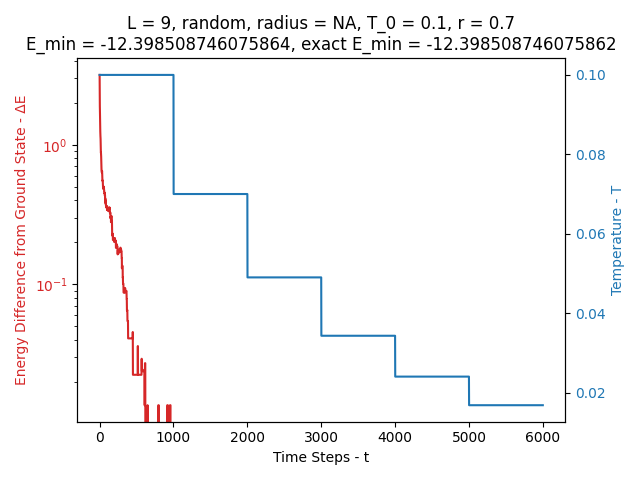 L = 9, random, radius = NA, T_0 = 0.1, r = 0.7
E_min = -12.398508746075864, exact E_min = -12.398508746075862
Energy Difference from Ground State - ΔE
10⁰
10⁻¹
0.10
0.08
0.06
0.04
0.02
Temperature - T
0 1000 2000 3000 4000 5000 6000
Time Steps - t